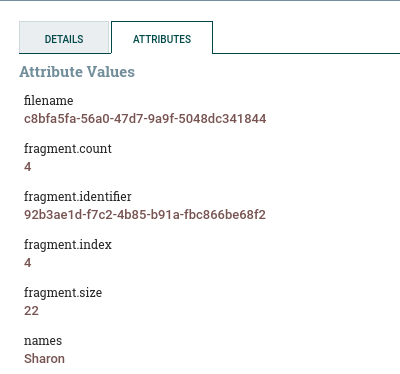 DETAILS
ATTRIBUTES
Attribute Values
filename
c8bfa5fa-56a0-47d7-9a9f-5048dc341844
fragment.count
4
fragment.identifier
92b3ae1d-f7c2-4b85-b91a-fbc866be68f2
fragment.index
4
fragment.size
22
names
Sharon